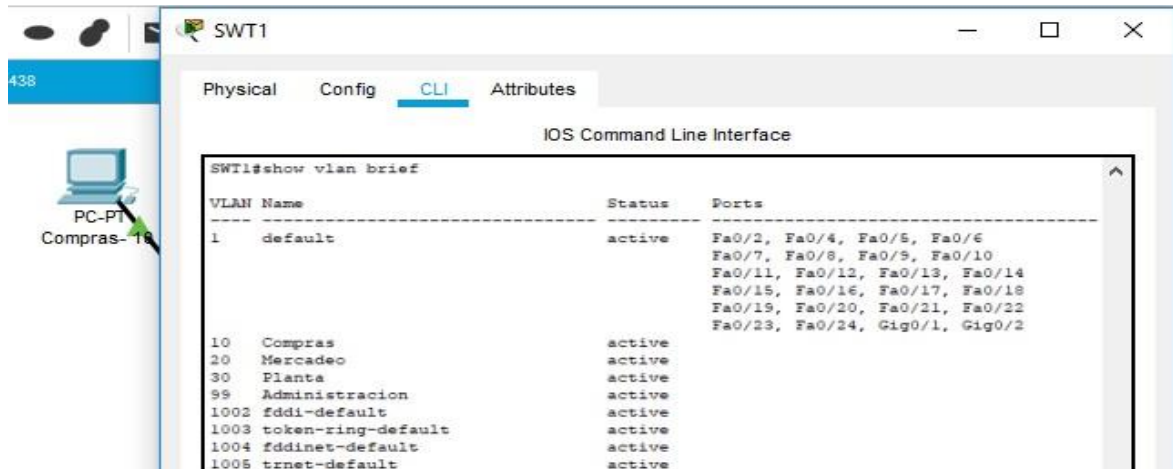 SWT1
438
Physical Config CLI Attributes
IOS Command Line Interface
SWT1#show vlan brief
VLAN Name Status Ports
---- -------------------------------- --------- -------------------------------
1 default active Fa0/2, Fa0/4, Fa0/5, Fa0/6
Fa0/7, Fa0/8, Fa0/9, Fa0/10
Fa0/11, Fa0/12, Fa0/13, Fa0/14
Fa0/15, Fa0/16, Fa0/17, Fa0/18
Fa0/19, Fa0/20, Fa0/21, Fa0/22
Fa0/23, Fa0/24, Gig0/1, Gig0/2
10 Compras active
20 Mercadeo active
30 Planta active
99 Administracion active
1002 fddi-default active
1003 token-ring-default active
1004 fddinet-default active
1005 trnet-default active
PC-PT
Compras-